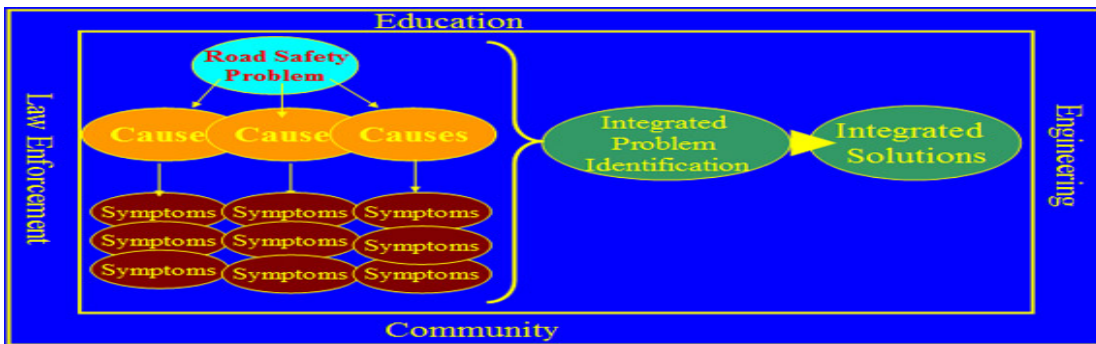 Education
Law Enforcement
Road Safety
Problem
Cause
Cause
Causes
Symptoms
Symptoms
Symptoms
Symptoms
Symptoms
Symptoms
Symptoms
Symptoms
Symptoms
Integrated
Problem
Identification
Integrated
Solutions
Engineering
Community